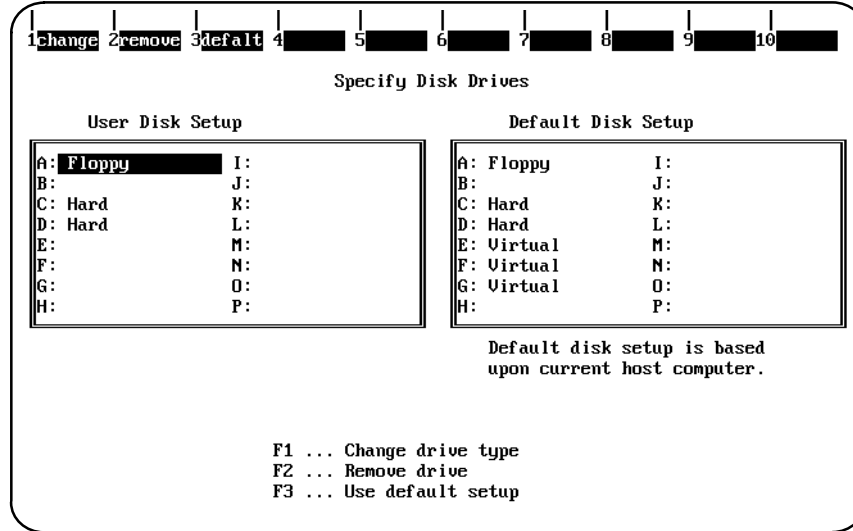 1change 2remove 3defalt 4 5 6 7 8 9 10
Specify Disk Drives
User Disk Setup Default Disk Setup
A: Floppy I: A: Floppy I:
B: J: B: J:
C: Hard K: C: Hard K:
D: Hard L: D: Hard L:
E: M: E: Virtual M:
F: N: F: Virtual N:
G: O: G: Virtual O:
H: P: H: P:
Default disk setup is based
upon current host computer.
F1 ... Change drive type
F2 ... Remove drive
F3 ... Use default setup